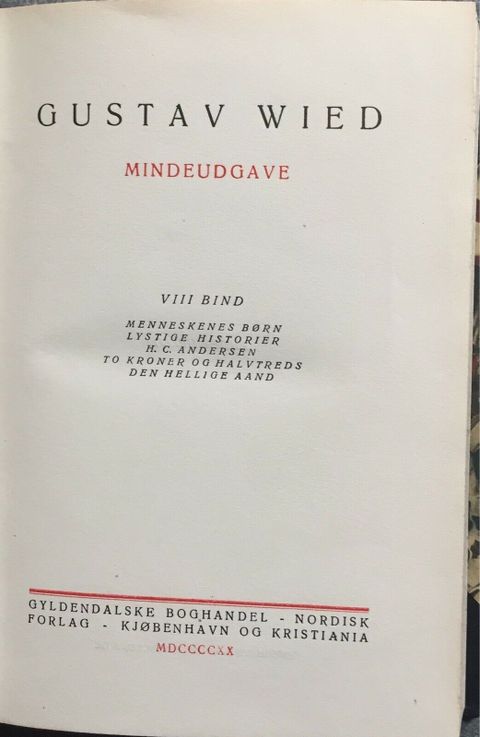 GUSTAV WIED
MINDEUDGAVE
VIII BIND
MENNESKENES BØRN
LYSTIGE HISTORIER
H. C. ANDERSEN
TO KRONER OG HALVTREDS
DEN HELLIGE AAND
GYLDENDALSKE BOGHANDEL - NORDISK
FORLAG - KJØBENHAVN OG KRISTIANIA
MDCCCCXX